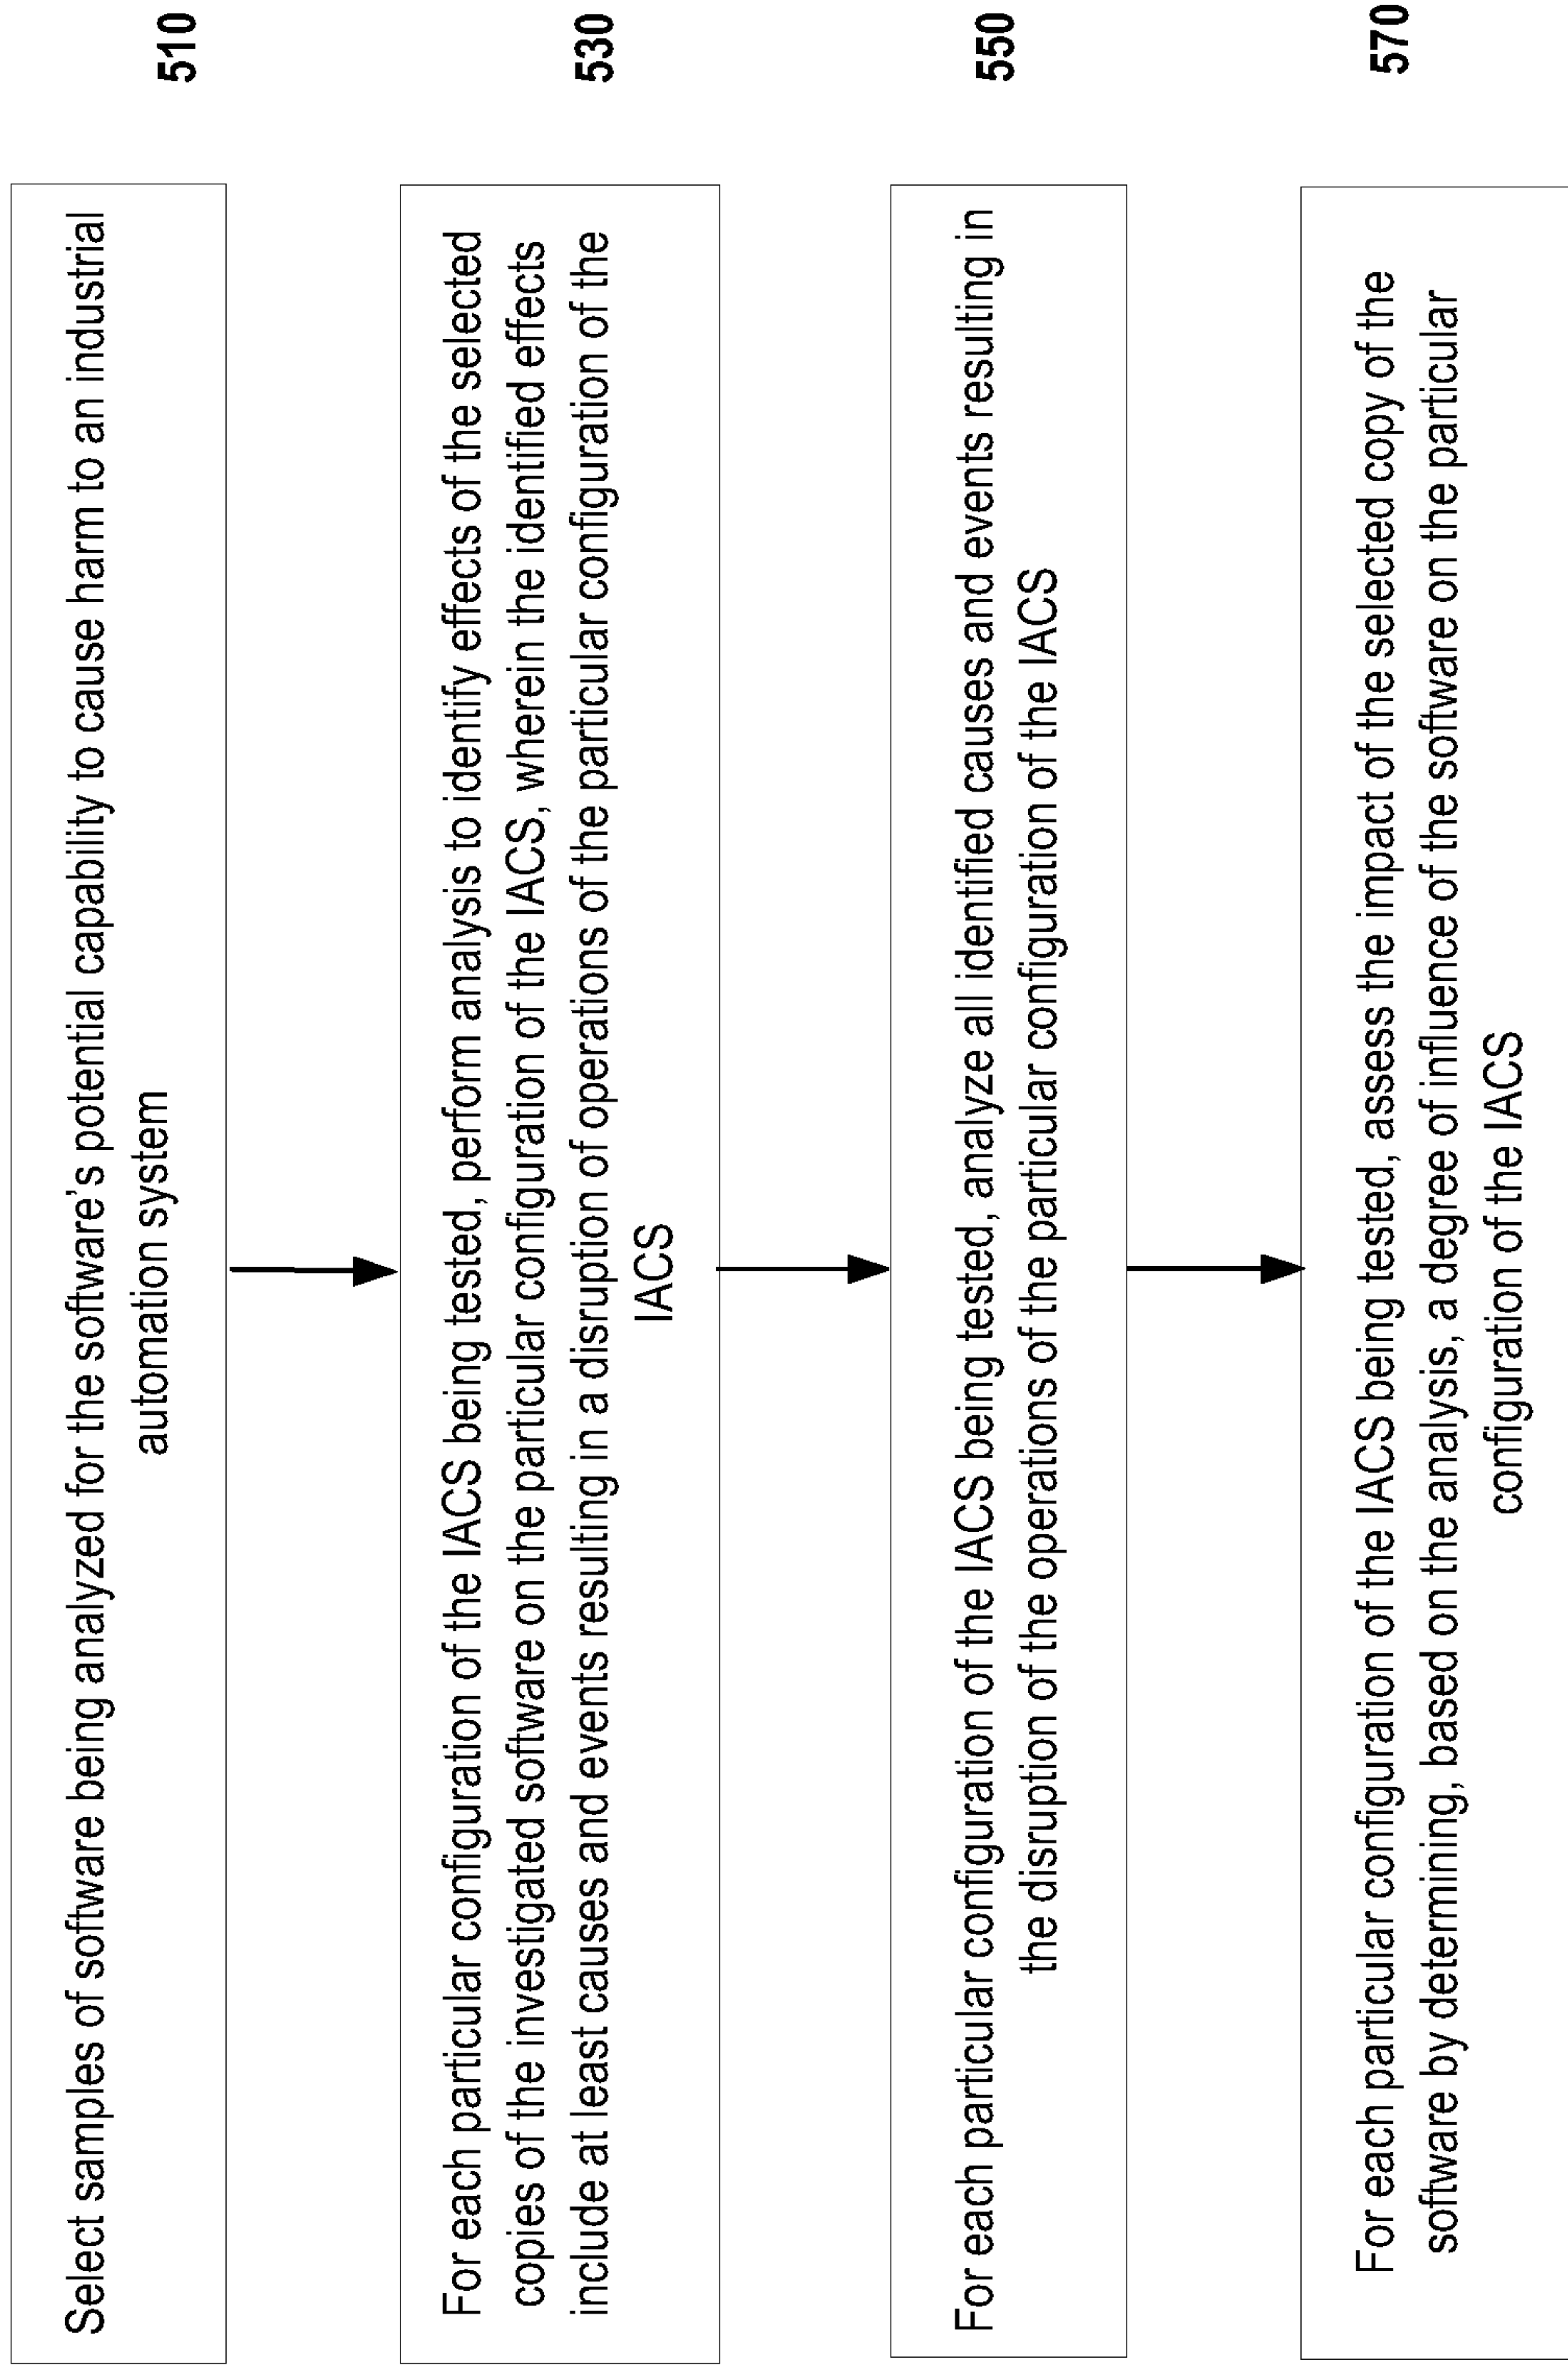 Select samples of software being analyzed for the software's potential capability to cause harm to an industrial
automation system
510
For each particular configuration of the IACS being tested, perform analysis to identify effects of the selected
copies of the investigated software on the particular configuration of the IACS, wherein the identified effects
include at least causes and events resulting in a disruption of operations of the particular configuration of the
IACS
530
For each particular configuration of the IACS being tested, analyze all identified causes and events resulting in
the disruption of the operations of the particular configuration of the IACS
550
For each particular configuration of the IACS being tested, assess the impact of the selected copy of the
software by determining, based on the analysis, a degree of influence of the software on the particular
configuration of the IACS
570